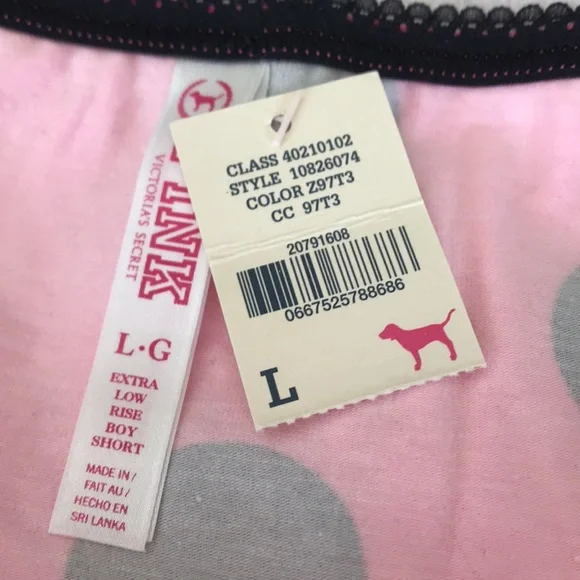 PINK
VICTORIA'S SECRET
L·G
EXTRA
LOW
RISE
BOY
SHORT
MADE IN/
FAIT AU/
HECHO EN
SRI LANKA
CLASS 40210102
STYLE 10826074
COLOR Z97T3
CC 97T3
20791608
0667525788686
L